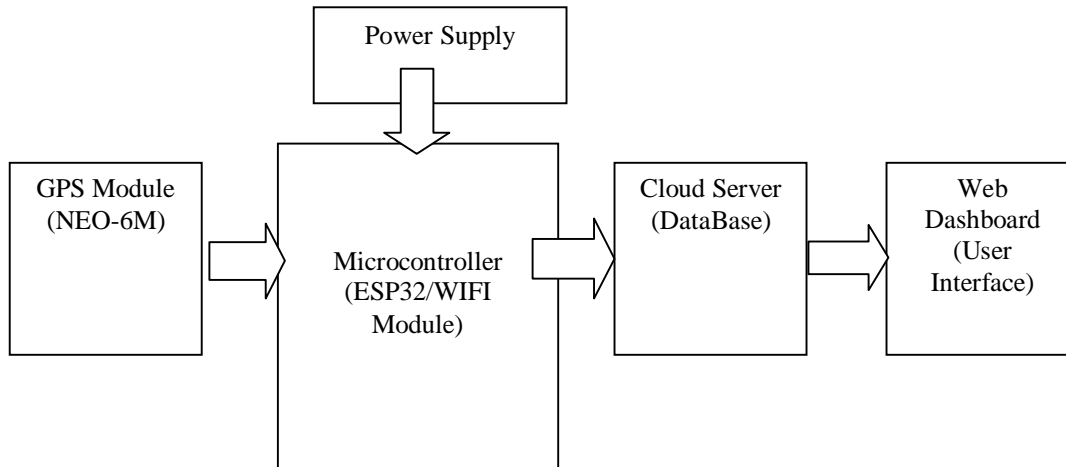 Power Supply
GPS Module
(NEO-6M)
Microcontroller
(ESP32/WIFI
Module)
Cloud Server
(DataBase)
Web
Dashboard
(User
Interface)